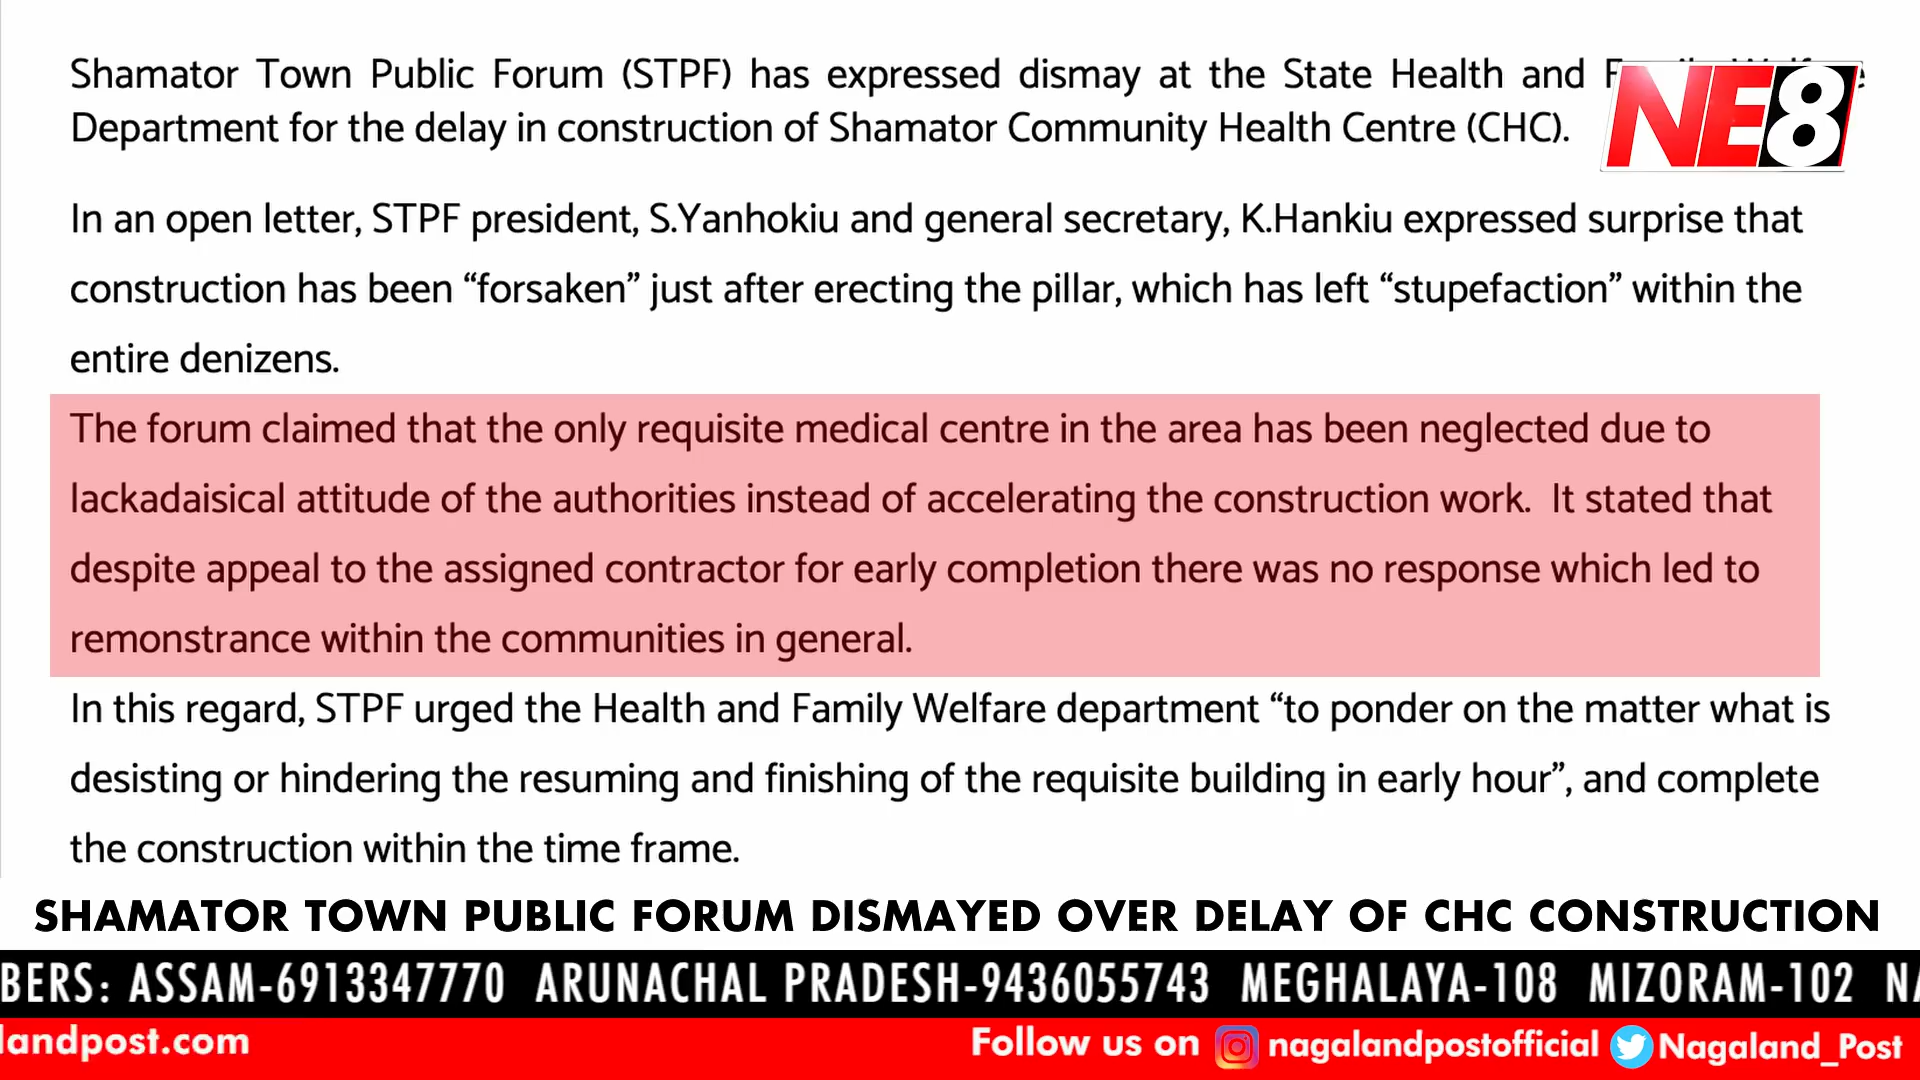 Shamator Town Public Forum (STPF) has expressed dismay at the State Health and
Department for the delay in construction of Shamator Community Health Centre (CHC).
NE8
In an open letter, STPF president, S.Yanhokiu and general secretary, K.Hankiu expressed surprise that
construction has been “forsaken” just after erecting the pillar, which has left “stupefaction” within the
entire denizens.
The forum claimed that the only requisite medical centre in the area has been neglected due to
lackadaisical attitude of the authorities instead of accelerating the construction work. It stated that
despite appeal to the assigned contractor for early completion there was no response which led to
remonstrance within the communities in general.
In this regard, STPF urged the Health and Family Welfare department “to ponder on the matter what is
desisting or hindering the resuming and finishing of the requisite building in early hour”, and complete
the construction within the time frame.
SHAMATOR TOWN PUBLIC FORUM DISMAYED OVER DELAY OF CHC CONSTRUCTION
BERS: ASSAM-6913347770 ARUNACHAL PRADESH-9436055743 MEGHALAYA-108 MIZORAM-102 NA
landpost.com Follow us on nagalandpostofficial Nagaland_Post